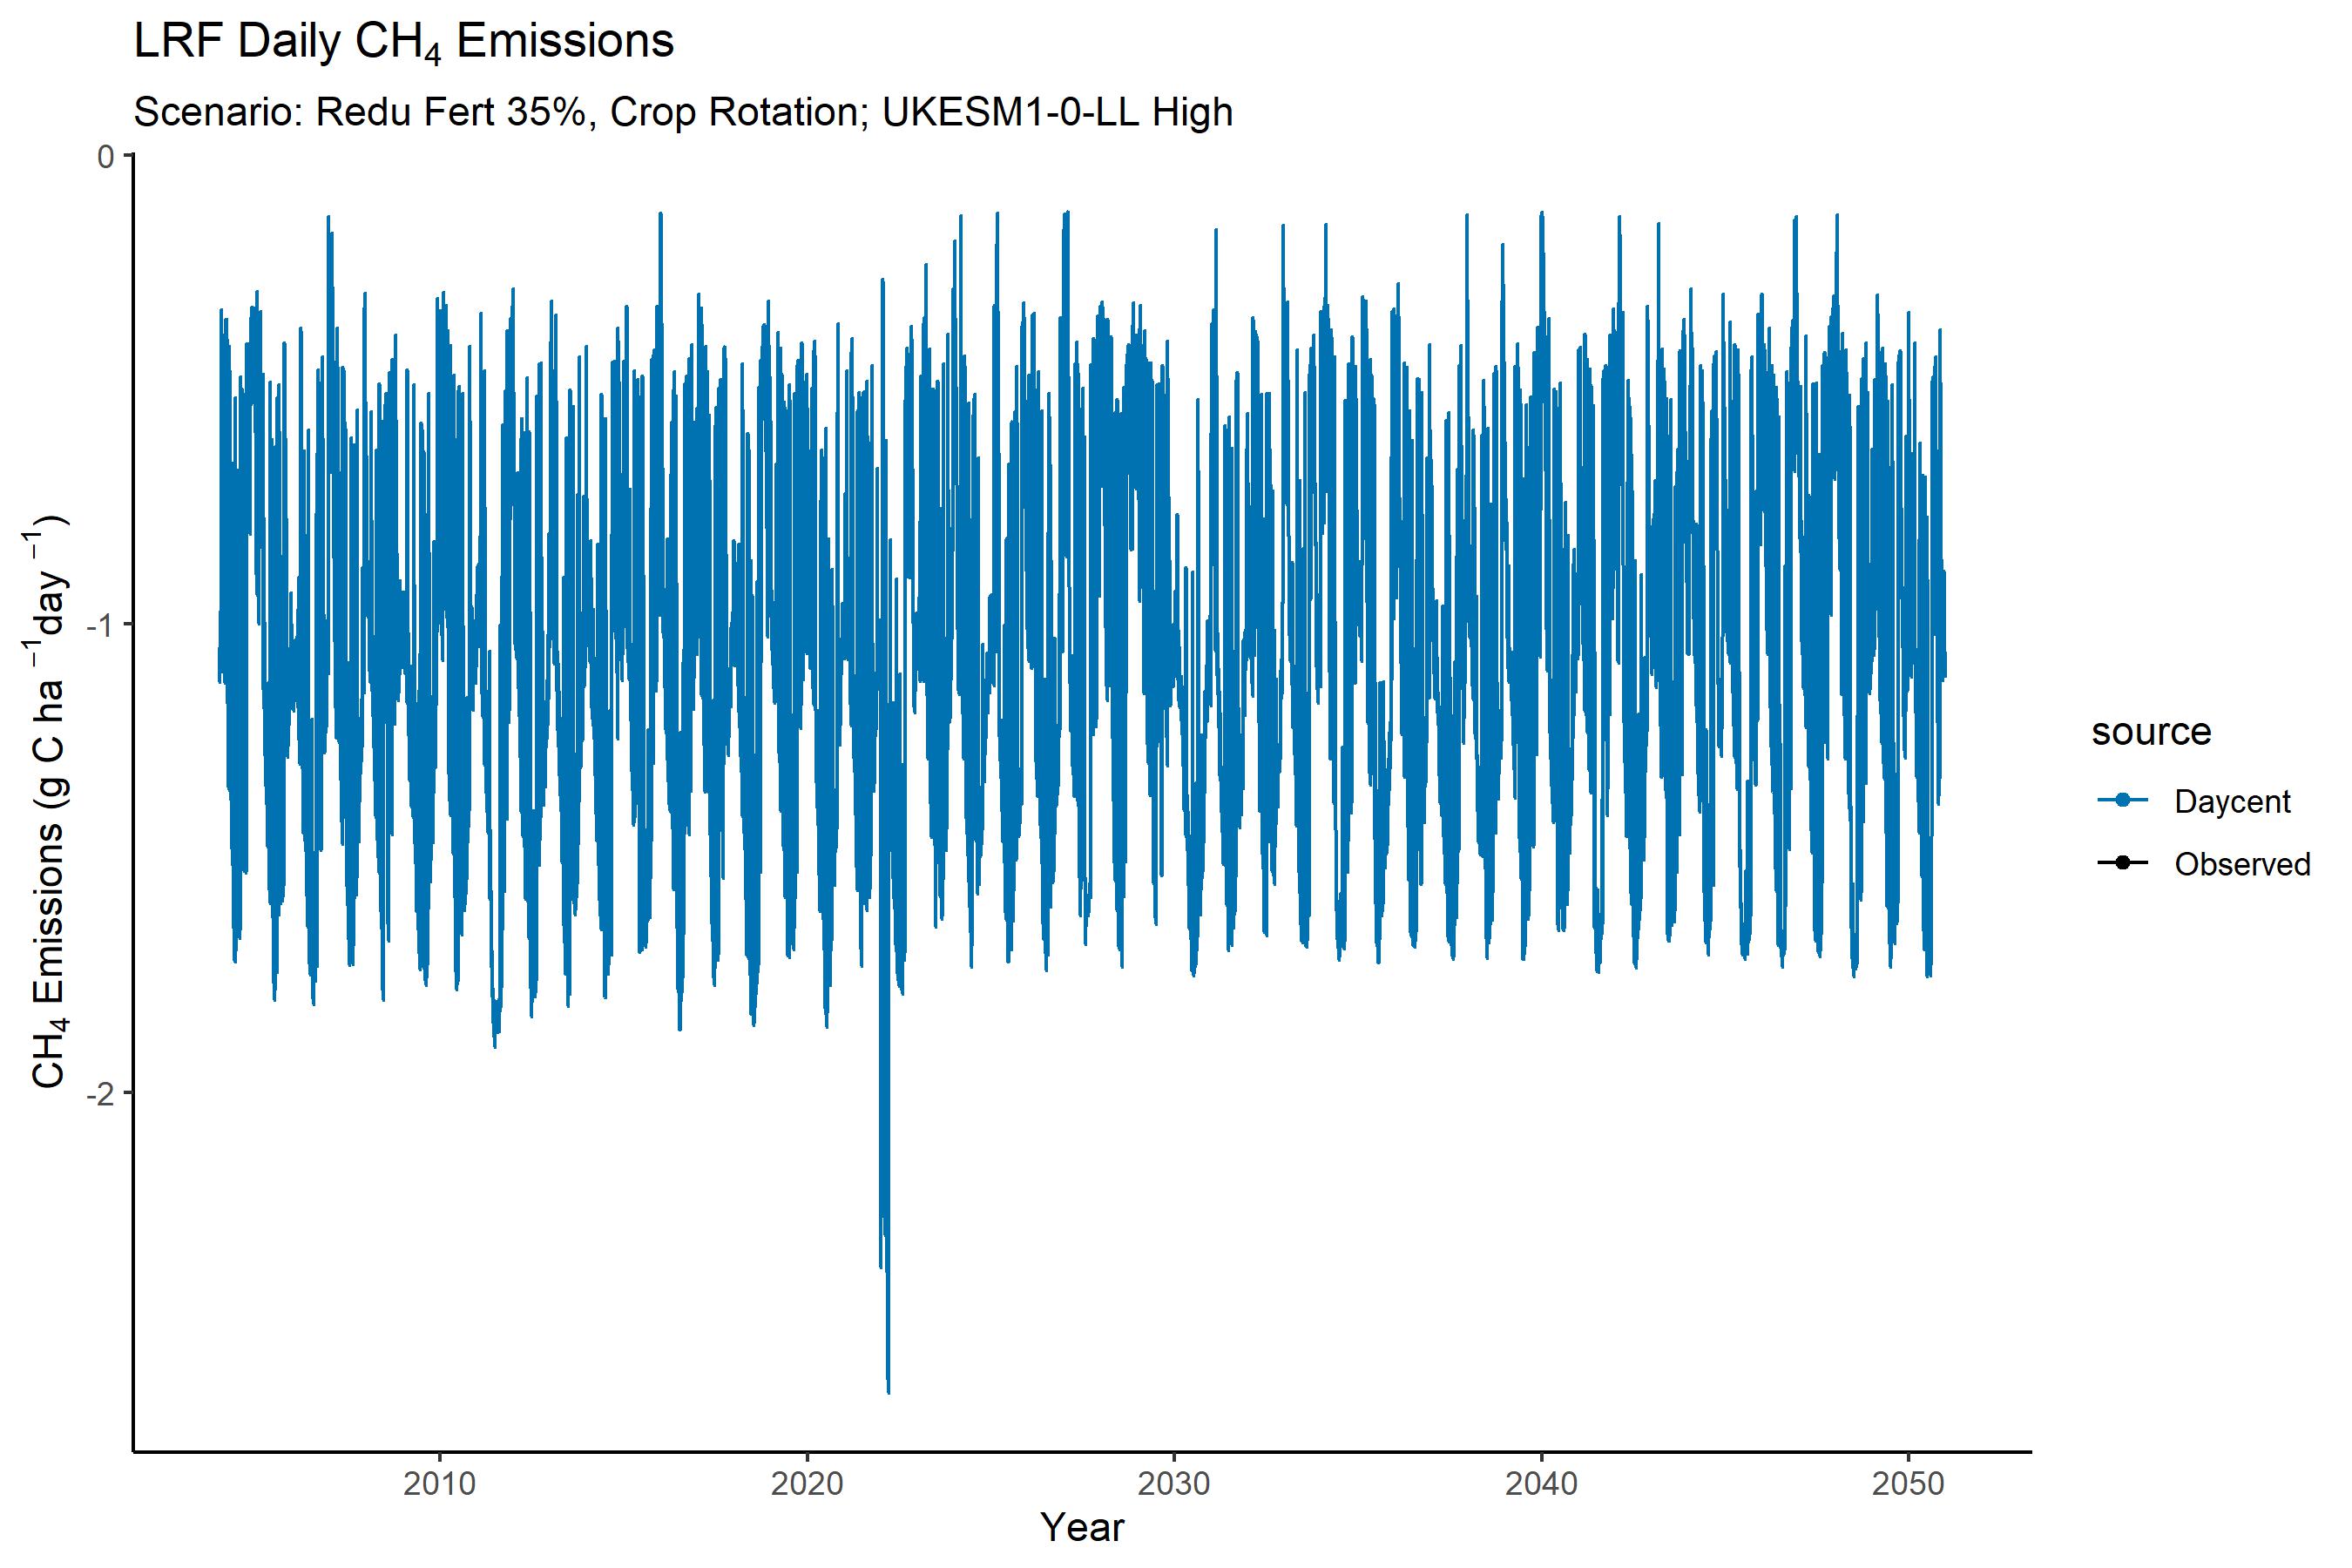 LRF Daily CH₄ Emissions
Scenario: Redu Fert 35%, Crop Rotation; UKESM1-0-LL High
0
-1
-2
CH₄ Emissions (g C ha ⁻¹day ⁻¹)
2010 2020 2030 2040 2050
Year
source
Daycent
Observed